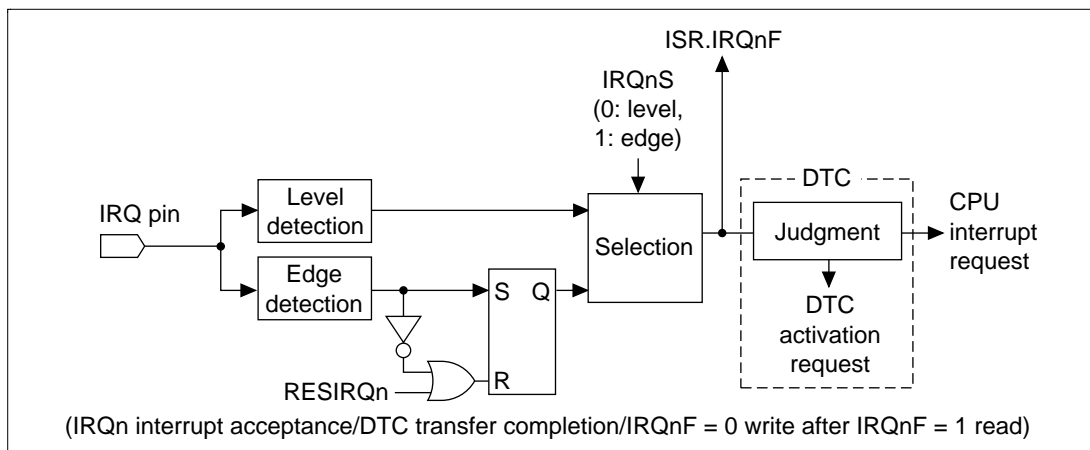 ISR.IRQnF
IRQnS
(0: level,
1: edge)
DTC
IRQ pin
Level
detection
Selection
Judgment
CPU
interrupt
request
Edge
detection
S Q
R
DTC
activation
request
RESIRQn
(IRQn interrupt acceptance/DTC transfer completion/IRQnF = 0 write after IRQnF = 1 read)